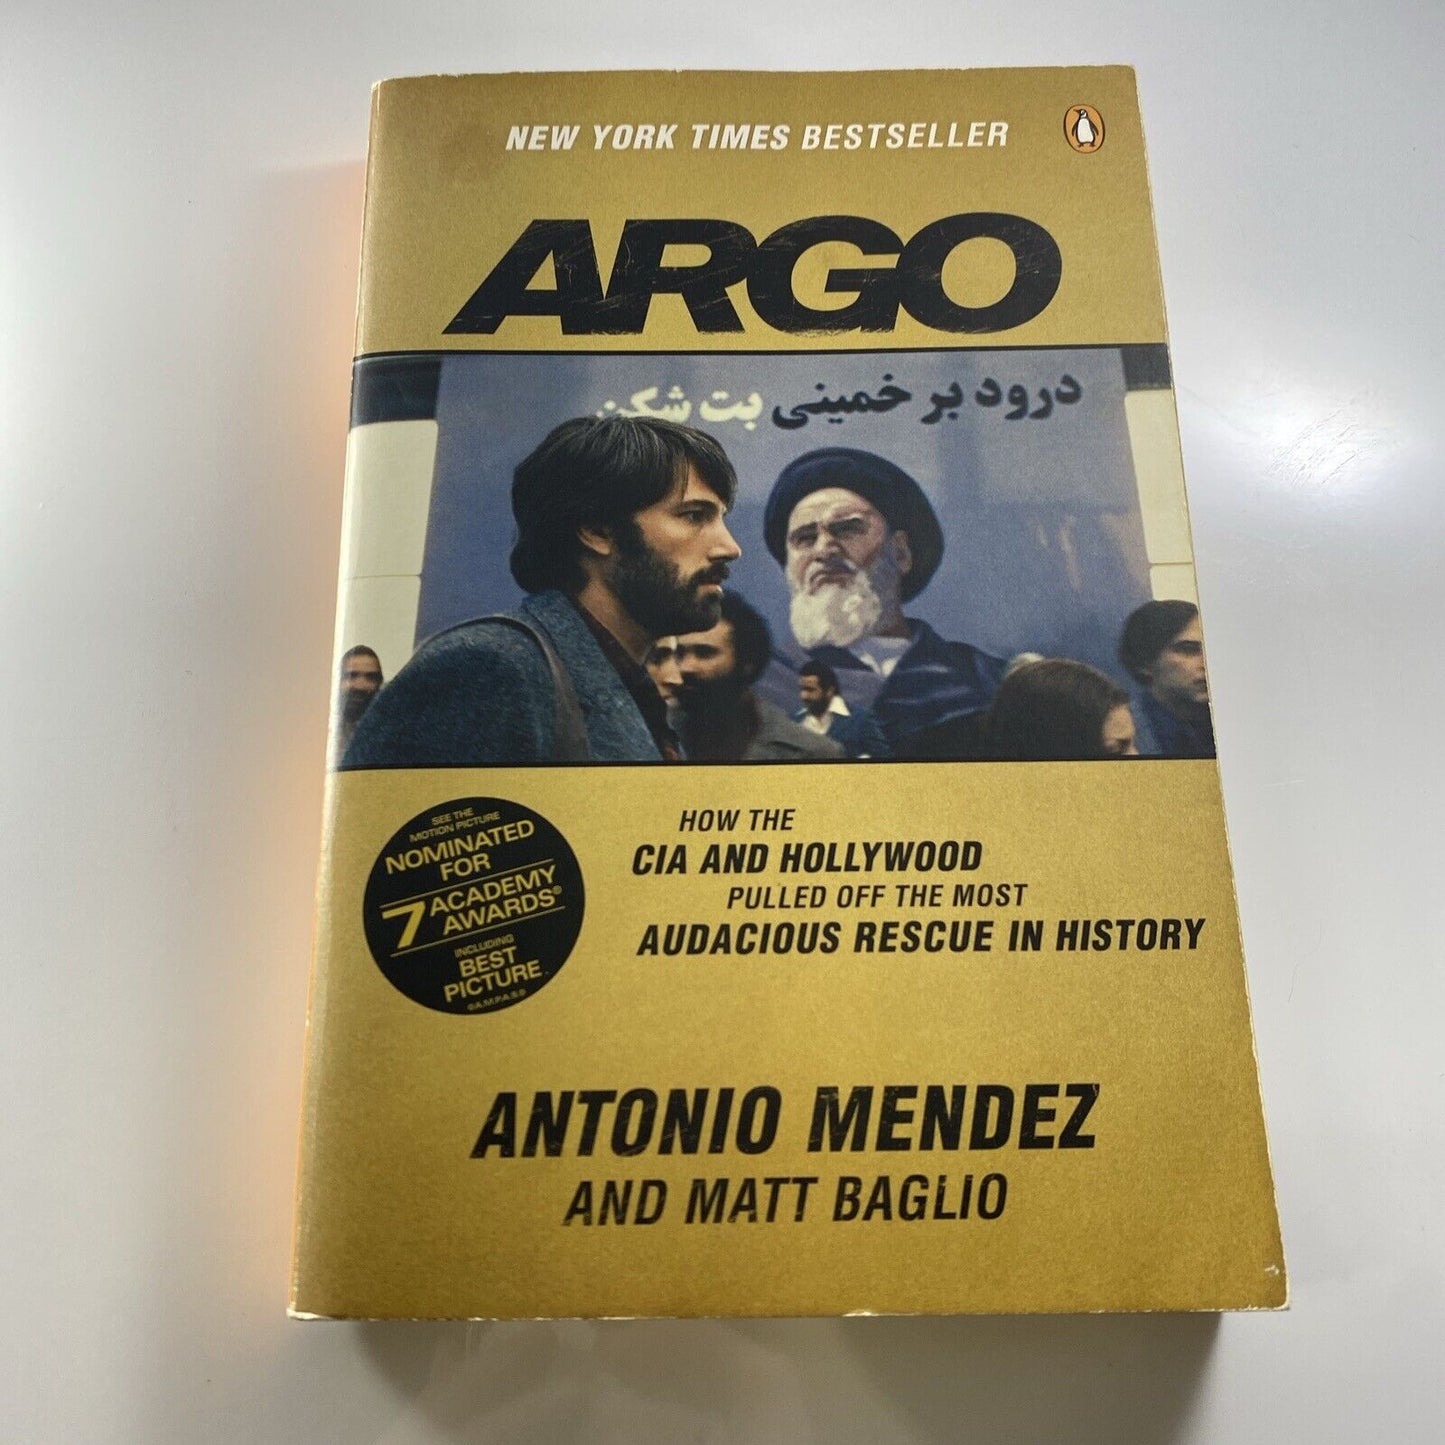 NEW YORK TIMES BESTSELLER
ARGO
درود بر خمینی بت شکن
SEE THE
MOTION PICTURE
NOMINATED
FOR
7 ACADEMY
AWARDS®
INCLUDING
BEST
PICTURE
©A.M.P.A.S.®
HOW THE
CIA AND HOLLYWOOD
PULLED OFF THE MOST
AUDACIOUS RESCUE IN HISTORY
ANTONIO MENDEZ
AND MATT BAGLIO